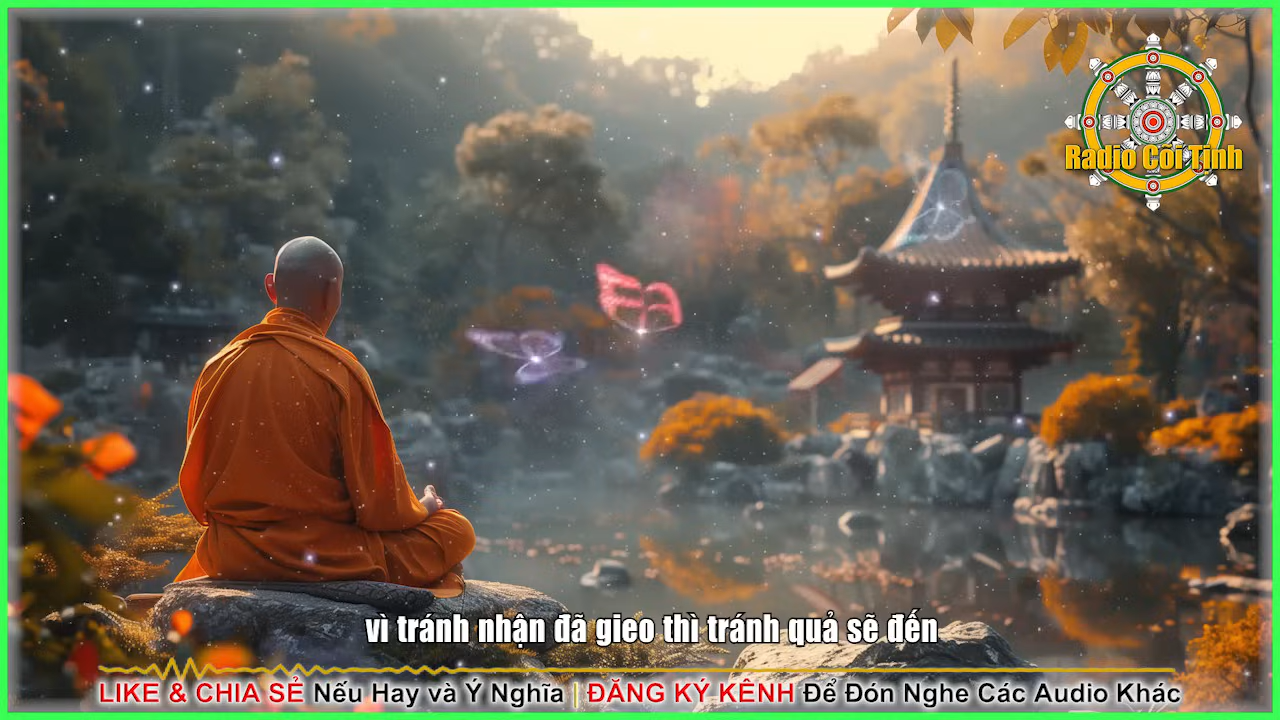 Radio Cõi Tịnh
vì tránh nhận đã gieo thì tránh quả sẽ đến
LIKE & CHIA SẺ Nếu Hay và Ý Nghĩa | ĐĂNG KÝ KÊNH Để Đón Nghe Các Audio Khác